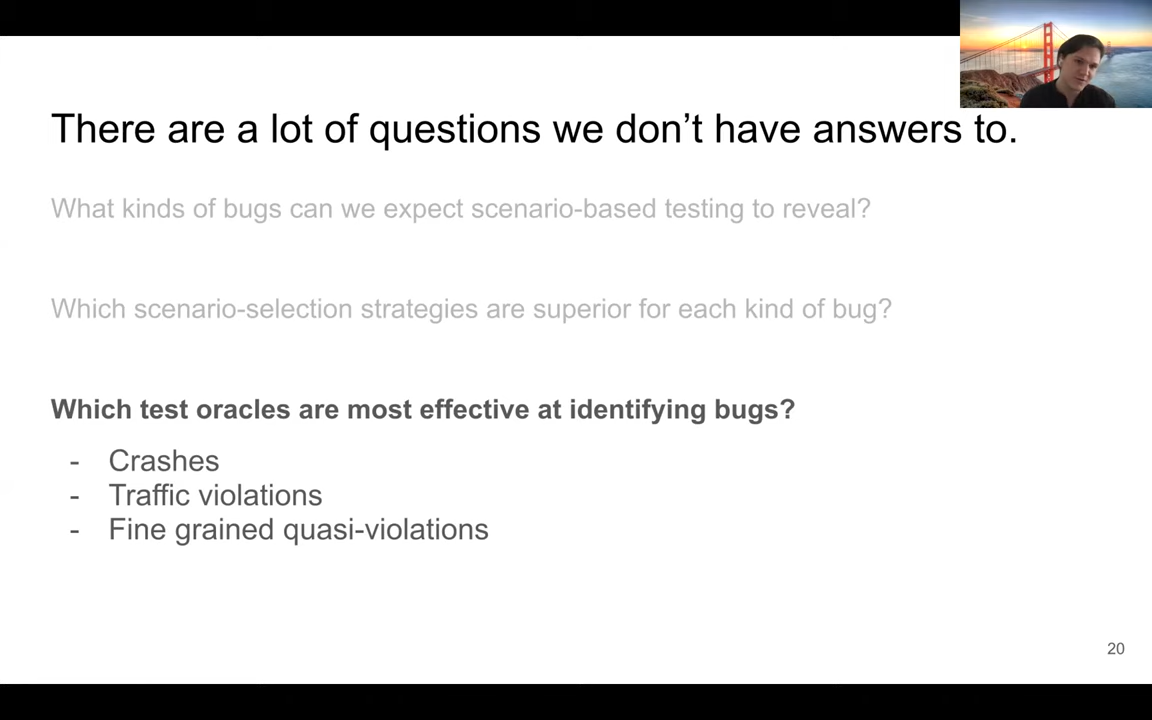 There are a lot of questions we don’t have answers to.
What kinds of bugs can we expect scenario-based testing to reveal?
Which scenario-selection strategies are superior for each kind of bug?
Which test oracles are most effective at identifying bugs?
- Crashes
- Traffic violations
- Fine grained quasi-violations
20